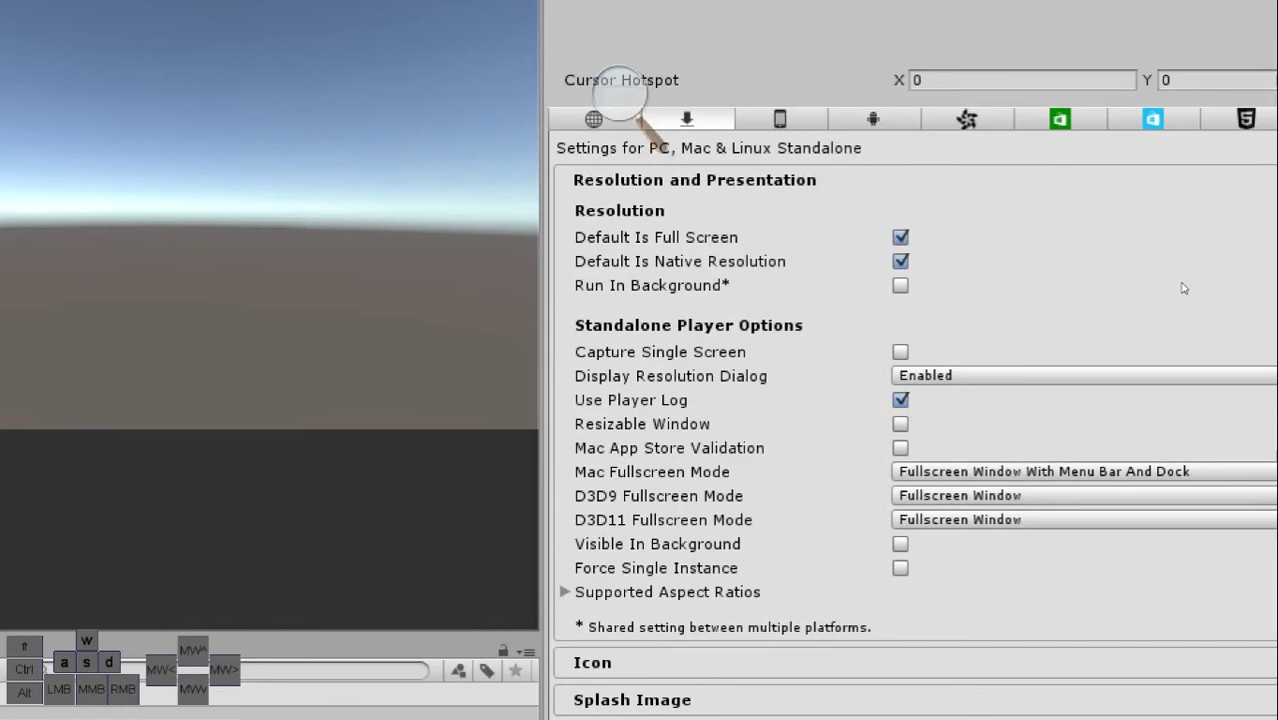 Cursor Hotspot X 0 Y 0
Settings for PC, Mac & Linux Standalone
Resolution and Presentation
Resolution
Default Is Full Screen
Default Is Native Resolution
Run In Background*
Standalone Player Options
Capture Single Screen
Display Resolution Dialog Enabled
Use Player Log
Resizable Window
Mac App Store Validation
Mac Fullscreen Mode Fullscreen Window With Menu Bar And Dock
D3D9 Fullscreen Mode Fullscreen Window
D3D11 Fullscreen Mode Fullscreen Window
Visible In Background
Force Single Instance
Supported Aspect Ratios
* Shared setting between multiple platforms.
Icon
Splash Image
⇑ w MW^
Ctrl a s d MW< MW>
Alt LMB MMB RMB MWv